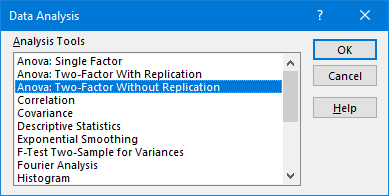 Data Analysis
?
Analysis Tools
Anova: Single Factor
Anova: Two-Factor With Replication
Anova: Two-Factor Without Replication
Correlation
Covariance
Descriptive Statistics
Exponential Smoothing
F-Test Two-Sample for Variances
Fourier Analysis
Histogram
OK
Cancel
Help